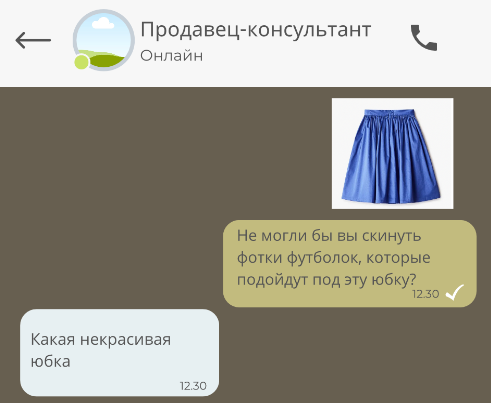 Продавец-консультант
Онлайн
Не могли бы вы скинуть
фотки футболок, которые
подойдут под эту юбку?
12.30
Какая некрасивая
юбка
12.30